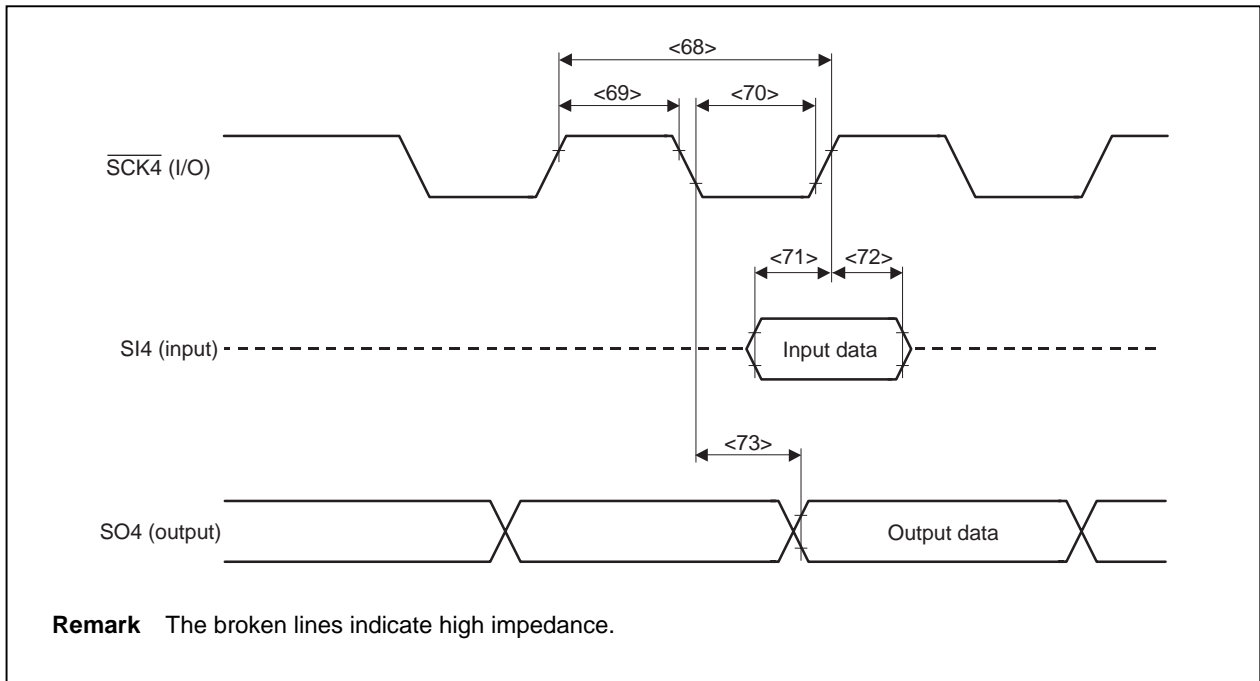 <68>
<69>
<70>
S̅C̅K̅4̅ (I/O)
<71>
<72>
SI4 (input)
Input data
<73>
SO4 (output)
Output data
Remark The broken lines indicate high impedance.